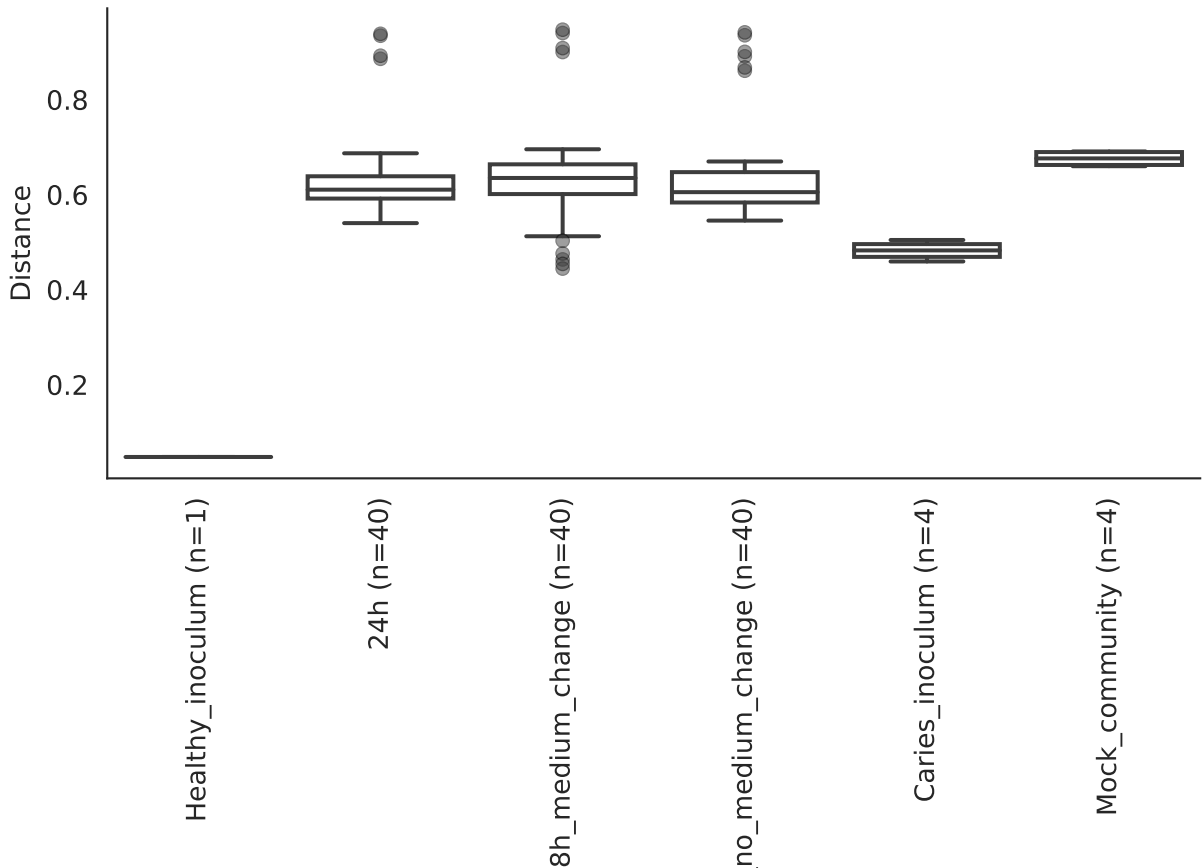 Distance
0.8
0.6
0.4
0.2
Healthy_inoculum (n=1)
24h (n=40)
8h_medium_change (n=40)
no_medium_change (n=40)
Caries_inoculum (n=4)
Mock_community (n=4)